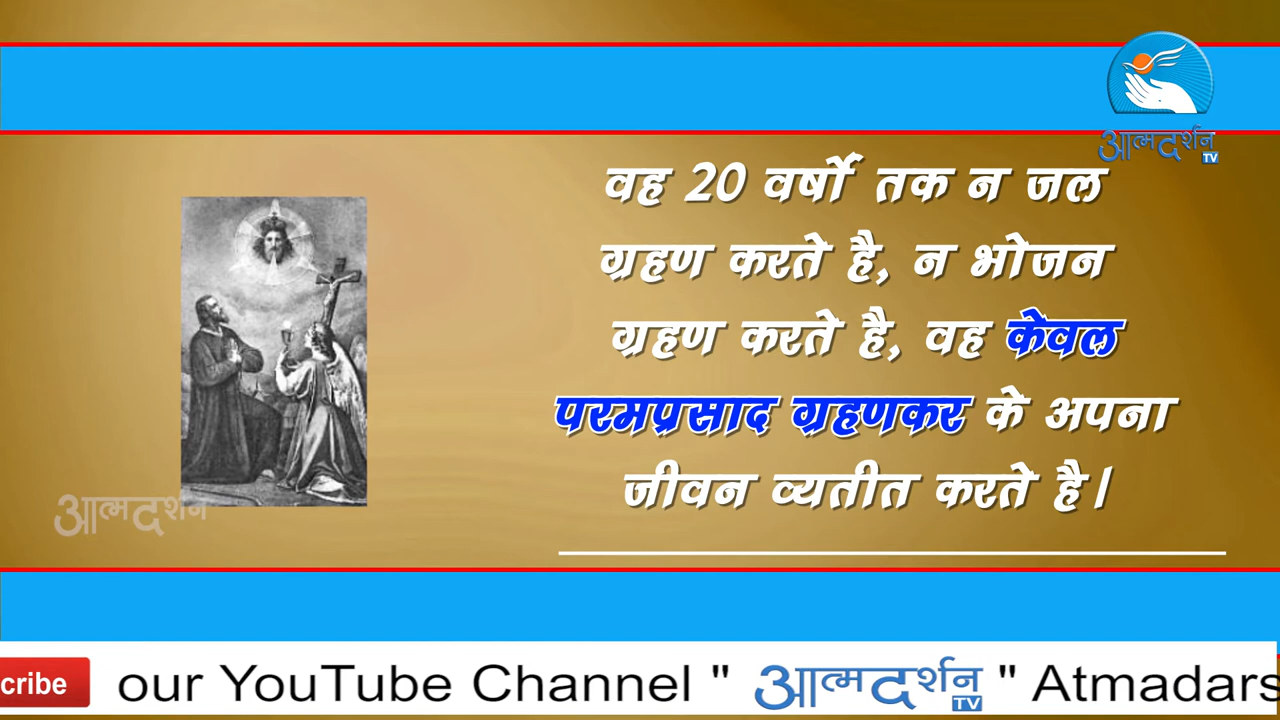 आत्मदर्शन
TV
वह 20 वर्षो तक न जल
ग्रहण करते है, न भोजन
ग्रहण करते है, वह केवल
परमप्रसाद ग्रहणकर के अपना
जीवन व्यतीत करते है।
आत्मदर्शन
cribe our YouTube Channel " आत्मदर्शन TV " Atmadars